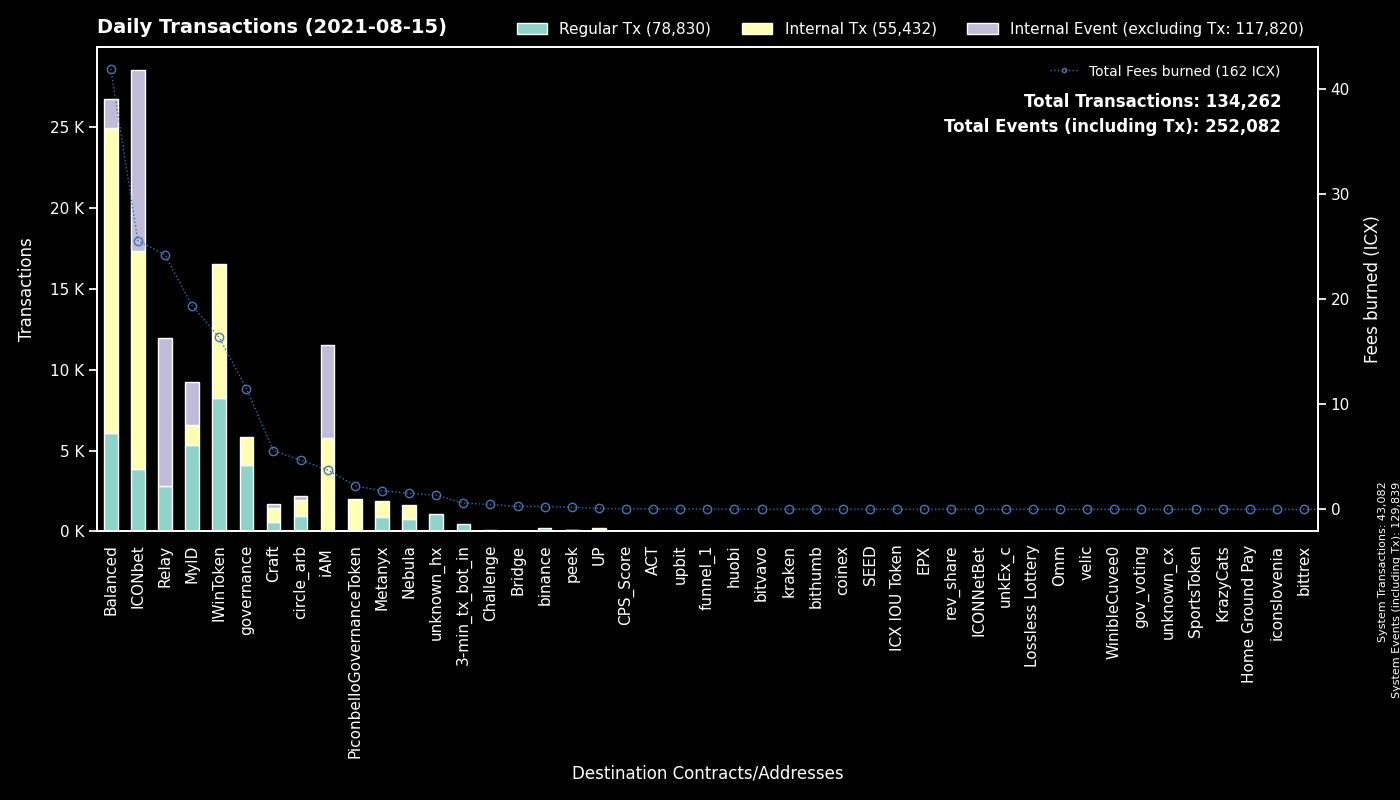 Daily Transactions (2021-08-15)
Regular Tx (78,830)
Internal Tx (55,432)
Internal Event (excluding Tx: 117,820)
Total Fees burned (162 ICX)
Total Transactions: 134,262
Total Events (including Tx): 252,082
Transactions
25 K
20 K
15 K
10 K
5 K
0 K
40
30
20
10
0
Fees burned (ICX)
Balanced
ICONbet
Relay
MyID
IWinToken
governance
Craft
circle_arb
iAM
PiconbelloGovernanceToken
Metanyx
Nebula
unknown_hx
3-min_tx_bot_in
Challenge
Bridge
binance
peek
UP
CPS_Score
ACT
upbit
funnel_1
huobi
bitvavo
kraken
bithumb
coinex
SEED
ICX IOU Token
EPX
rev_share
ICONNetBet
unkEx_c
Lossless Lottery
Omm
velic
WinibleCuvee0
gov_voting
unknown_cx
SportsToken
KrazyCats
Home Ground Pay
iconslovenia
bittrex
Destination Contracts/Addresses
System Transactions: 43,082
System Events (including Tx): 129,839